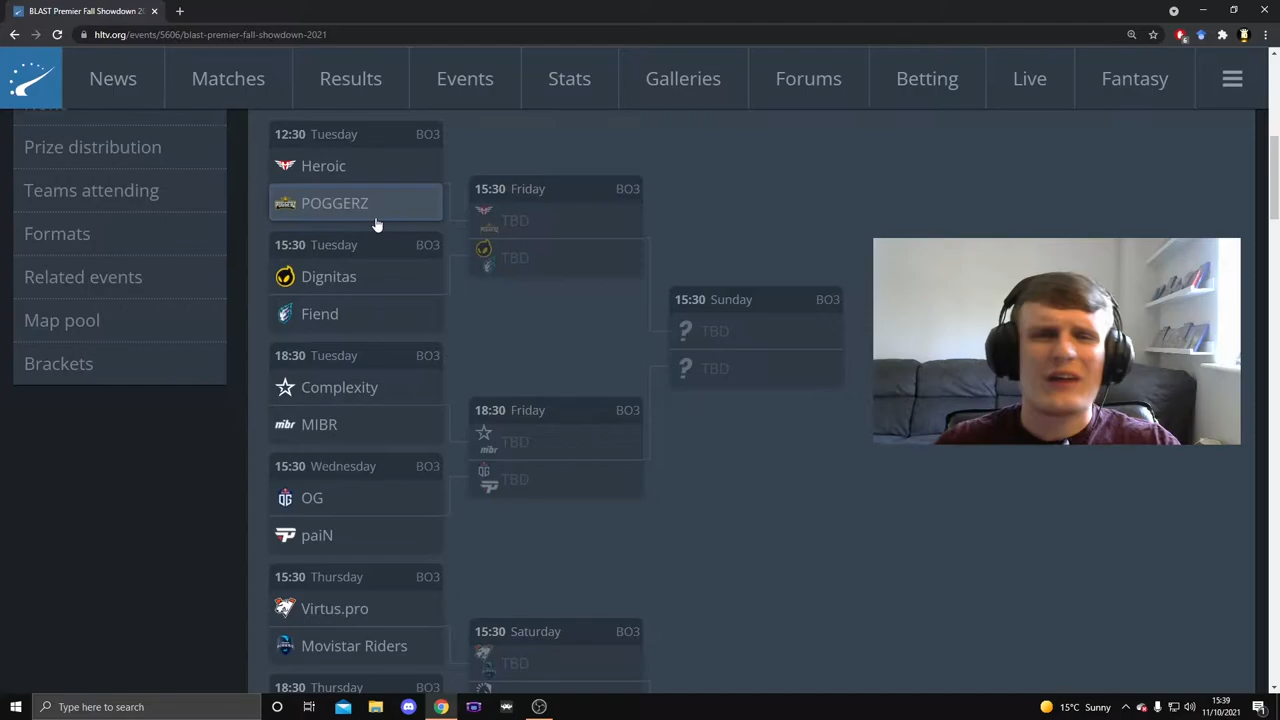 BLAST Premier Fall Showdown 20
hltv.org/events/5606/blast-premier-fall-showdown-2021
News
Matches
Results
Events
Stats
Galleries
Forums
Betting
Live
Fantasy
Prize distribution
Teams attending
Formats
Related events
Map pool
Brackets
12:30 Tuesday BO3
Heroic
POGGERZ
15:30 Tuesday BO3
Dignitas
Fiend
18:30 Tuesday BO3
Complexity
MIBR
15:30 Wednesday BO3
OG
paiN
15:30 Thursday BO3
Virtus.pro
Movistar Riders
18:30 Thursday BO3
15:30 Friday BO3
TBD
TBD
18:30 Friday BO3
TBD
TBD
15:30 Saturday BO3
TBD
15:30 Sunday BO3
? TBD
? TBD
Type here to search
15°C Sunny
15:39
11/10/2021